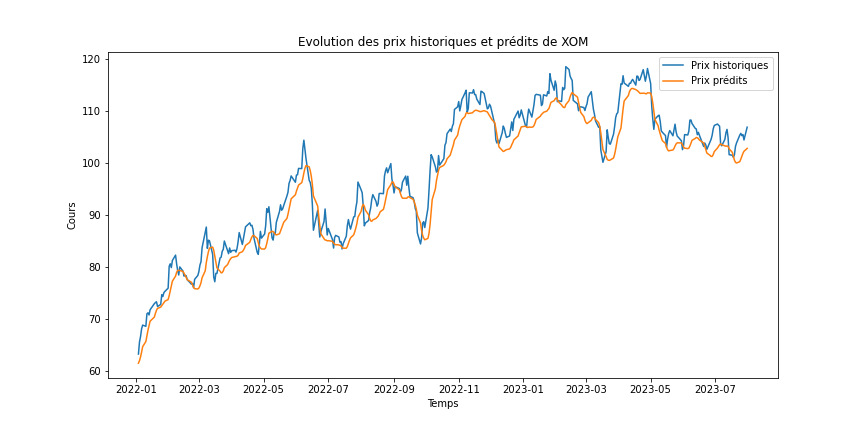 Evolution des prix historiques et prédits de XOM
Prix historiques
Prix prédits
120
110
100
90
80
70
60
Cours
2022-01 2022-03 2022-05 2022-07 2022-09 2022-11 2023-01 2023-03 2023-05 2023-07
Temps